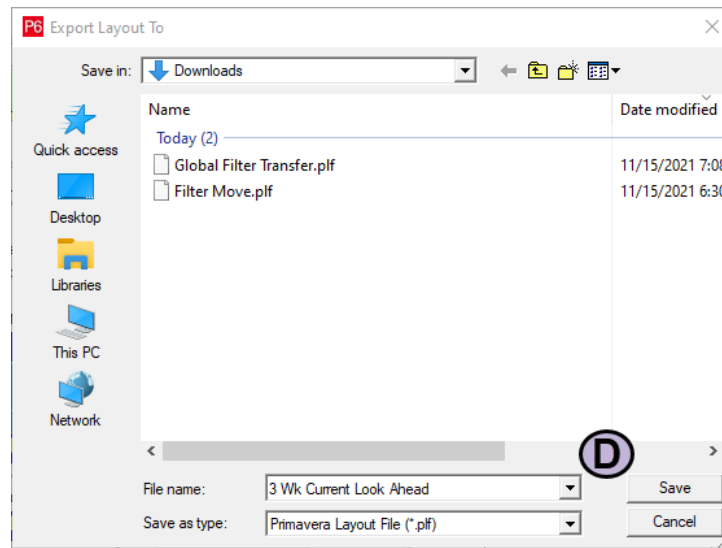 P6 Export Layout To
Save in: Downloads
Name Date modified
Today (2)
Global Filter Transfer.plf 11/15/2021 7:08
Filter Move.plf 11/15/2021 6:30
Quick access
Desktop
Libraries
This PC
Network
D
File name: 3 Wk Current Look Ahead Save
Save as type: Primavera Layout File (*.plf) Cancel